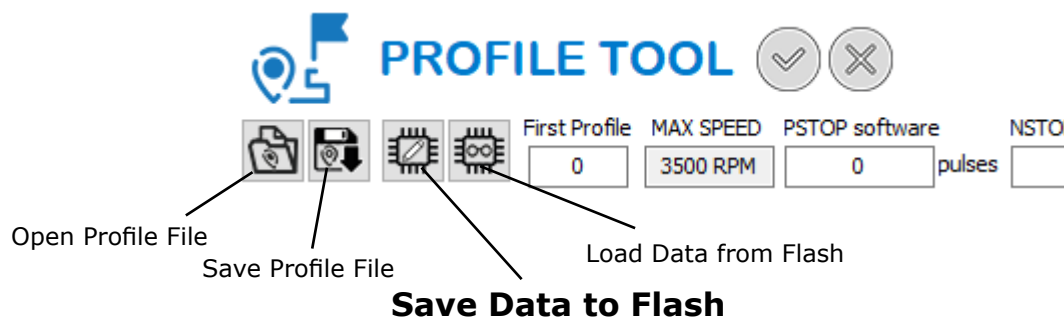 PROFILE TOOL
First Profile MAX SPEED PSTOP software NSTO
0 3500 RPM 0 pulses
Open Profile File
Load Data from Flash
Save Profile File
Save Data to Flash